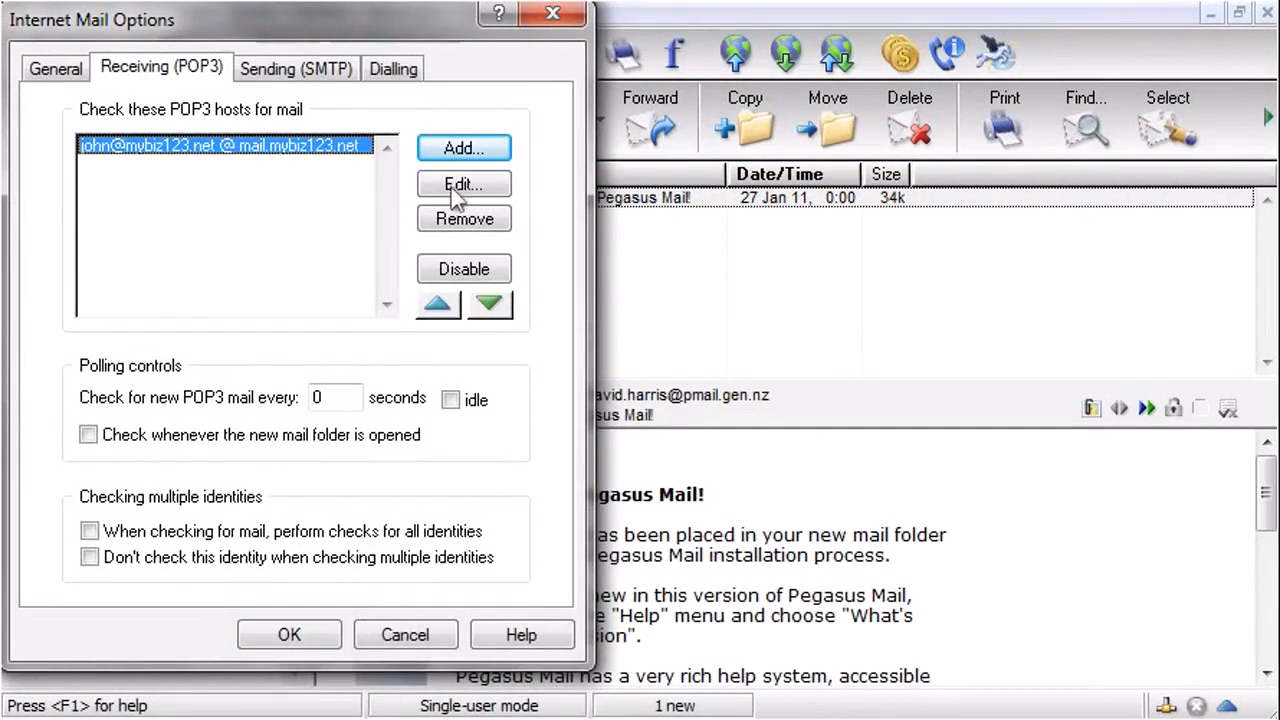 Internet Mail Options
?
General
Receiving (POP3)
Sending (SMTP)
Dialling
Check these POP3 hosts for mail
john@mybiz123.net @ mail.mybiz123.net
Add...
Edit...
Remove
Disable
Polling controls
Check for new POP3 mail every: 0 seconds idle
Check whenever the new mail folder is opened
Checking multiple identities
When checking for mail, perform checks for all identities
Don't check this identity when checking multiple identities
OK
Cancel
Help
f
Forward
Copy
Move
Delete
Print
Find...
Select
Date/Time
Size
Pegasus Mail!
27 Jan 11, 0:00
34k
avid.harris@pmail.gen.nz
sus Mail!
gasus Mail!
as been placed in your new mail folder
egasus Mail installation process.
ew in this version of Pegasus Mail,
e "Help" menu and choose "What's
sion".
Pegasus Mail has a very rich help system, accessible
Press <F1> for help
Single-user mode
1 new